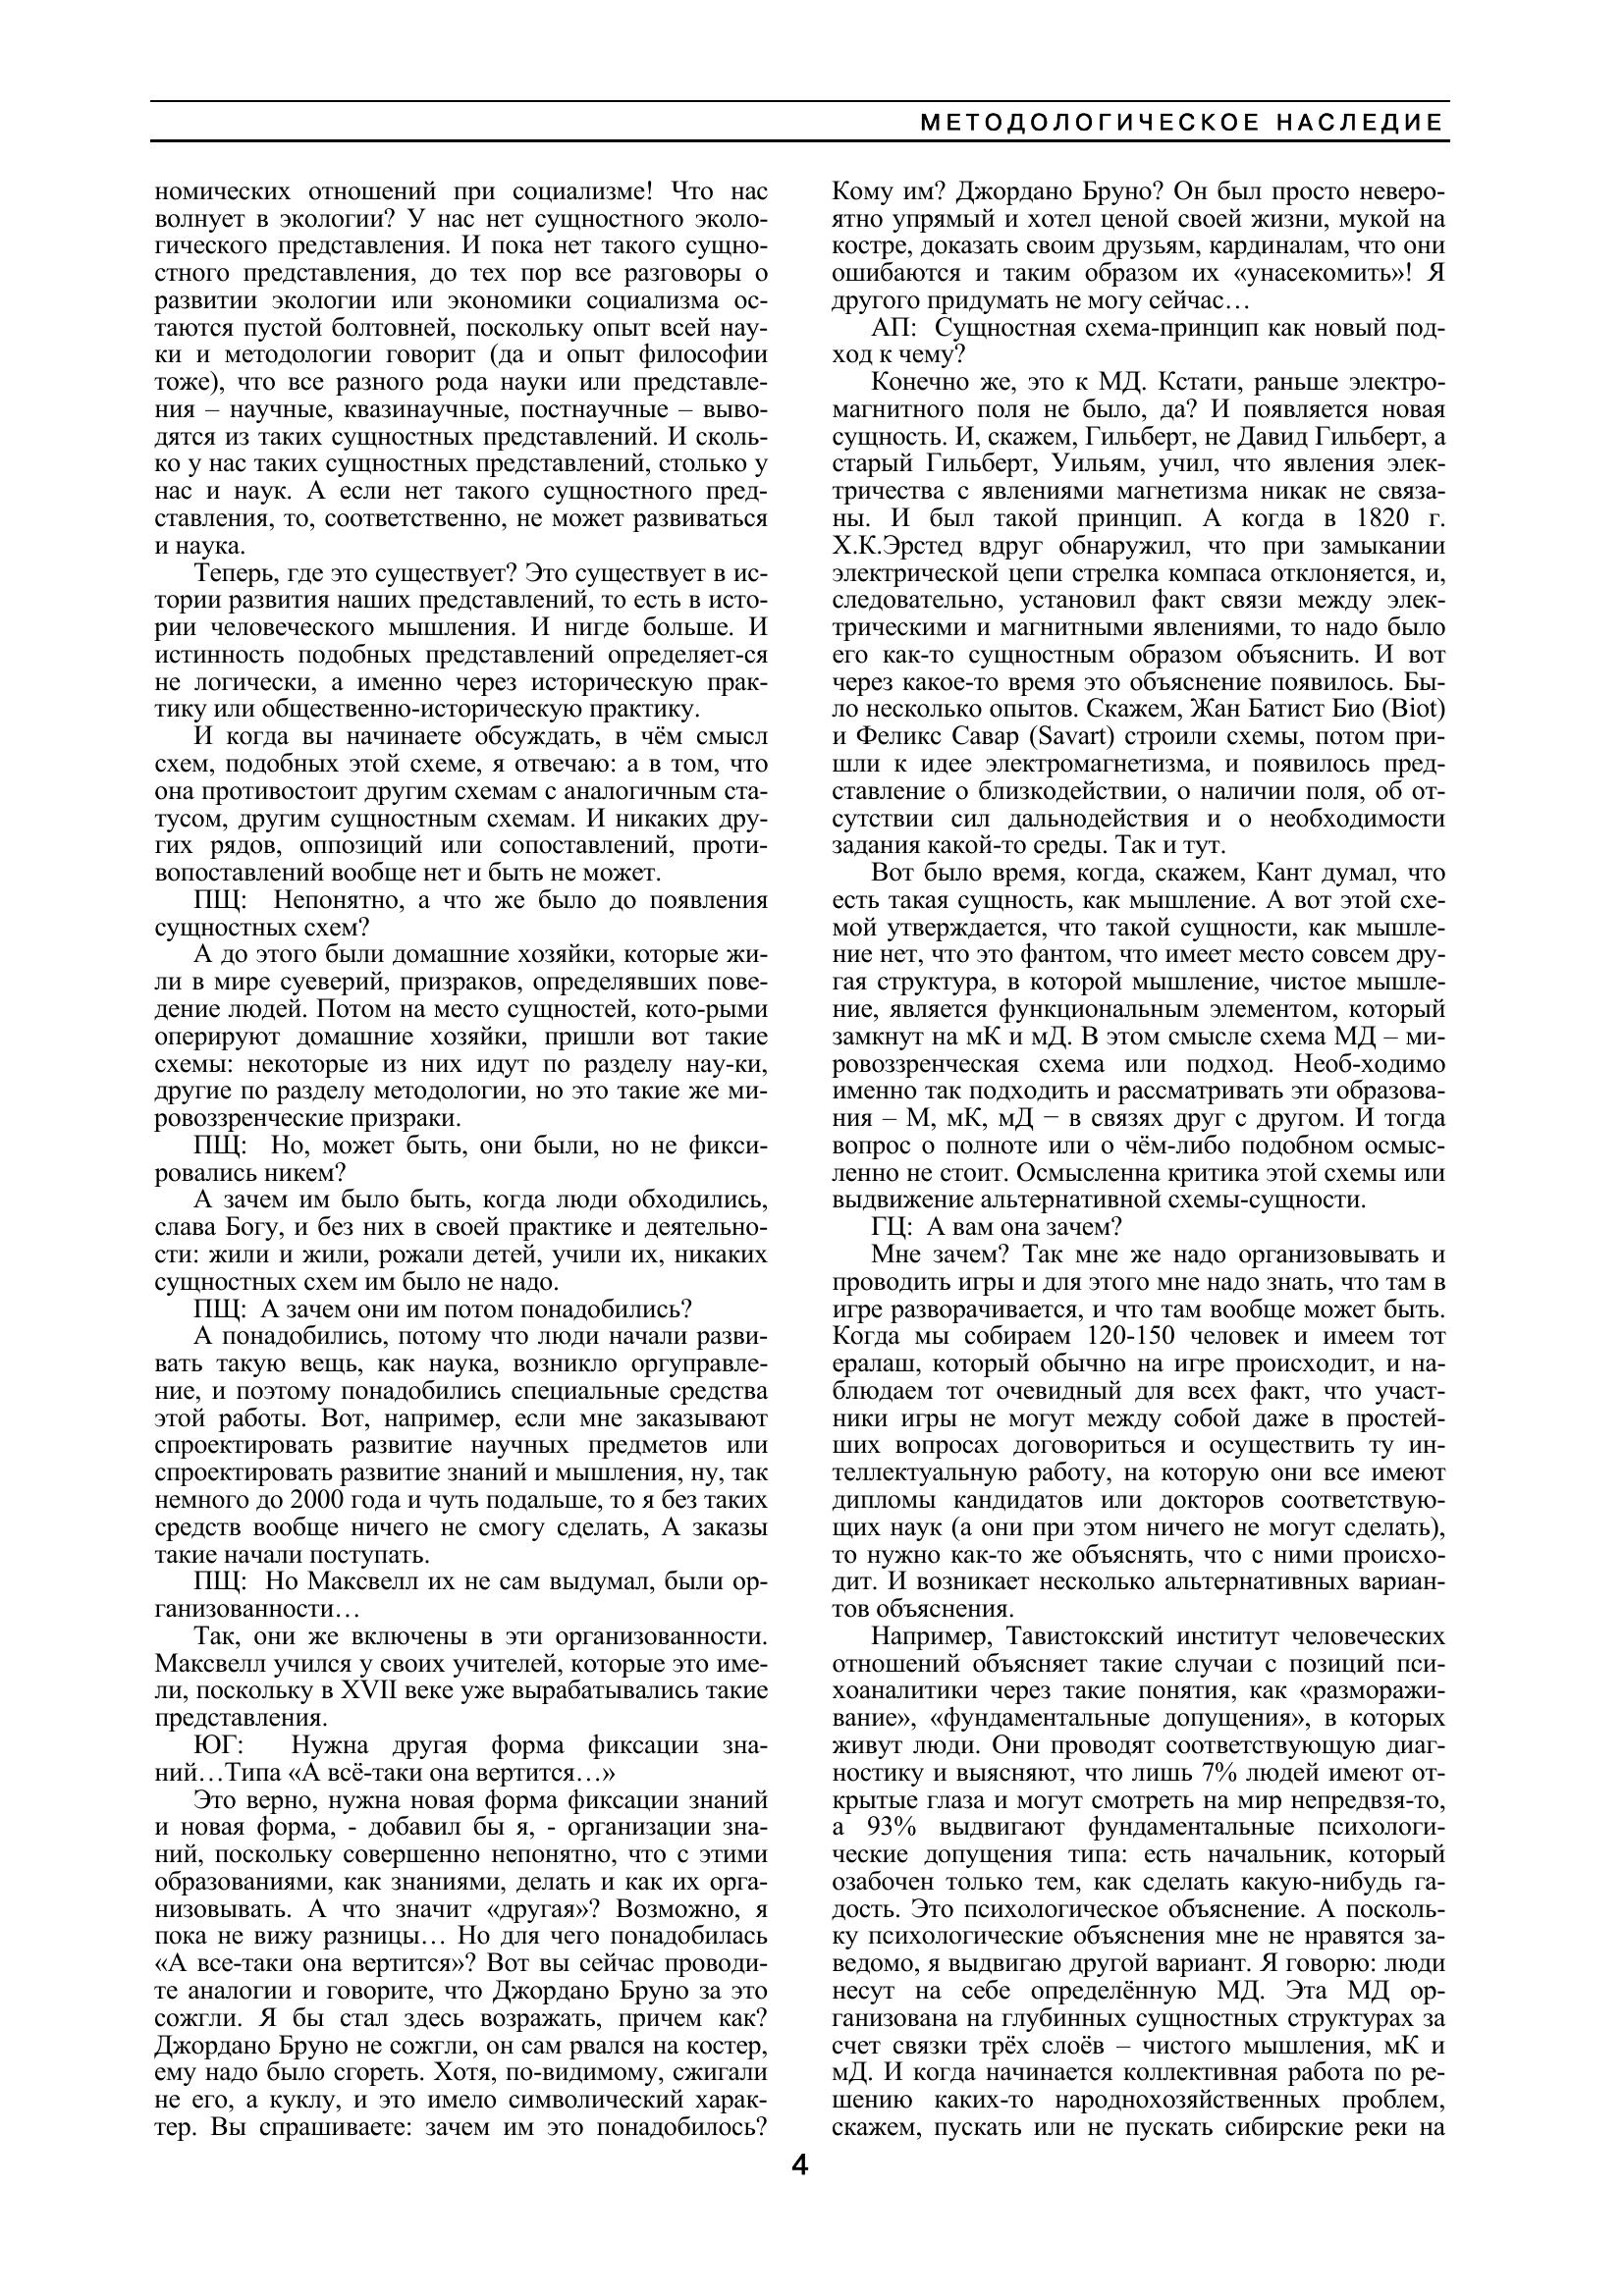 МЕТОДОЛОГИЧЕСКОЕ НАСЛЕДИЕ
номических отношений при социализме! Что нас
волнует в экологии? У нас нет сущностного эколо-
гического представления. И пока нет такого сущно-
стного представления, до тех пор все разговоры о
развитии экологии или экономики социализма ос-
таются пустой болтовней, поскольку опыт всей нау-
ки и методологии говорит (да и опыт философии
тоже), что все разного рода науки или представле-
ния – научные, квазинаучные, постнаучные – выво-
дятся из таких сущностных представлений. И сколь-
ко у нас таких сущностных представлений, столько у
нас и наук. А если нет такого сущностного пред-
ставления, то, соответственно, не может развиваться
и наука.
Теперь, где это существует? Это существует в ис-
тории развития наших представлений, то есть в исто-
рии человеческого мышления. И нигде больше. И
истинность подобных представлений определяет-ся
не логически, а именно через историческую прак-
тику или общественно-историческую практику.
И когда вы начинаете обсуждать, в чём смысл
схем, подобных этой схеме, я отвечаю: а в том, что
она противостоит другим схемам с аналогичным ста-
тусом, другим сущностным схемам. И никаких дру-
гих рядов, оппозиций или сопоставлений, проти-
вопоставлений вообще нет и быть не может.
ПЩ: Непонятно, а что же было до появления
сущностных схем?
А до этого были домашние хозяйки, которые жи-
ли в мире суеверий, призраков, определявших пове-
дение людей. Потом на место сущностей, кото-рыми
оперируют домашние хозяйки, пришли вот такие
схемы: некоторые из них идут по разделу нау-ки,
другие по разделу методологии, но это такие же ми-
ровоззренческие призраки.
ПЩ: Но, может быть, они были, но не фикси-
ровались никем?
А зачем им было быть, когда люди обходились,
слава Богу, и без них в своей практике и деятельно-
сти: жили и жили, рожали детей, учили их, никаких
сущностных схем им было не надо.
ПЩ: А зачем они им потом понадобились?
А понадобились, потому что люди начали разви-
вать такую вещь, как наука, возникло оргуправле-
ние, и поэтому понадобились специальные средства
этой работы. Вот, например, если мне заказывают
спроектировать развитие научных предметов или
спроектировать развитие знаний и мышления, ну, так
немного до 2000 года и чуть подальше, то я без таких
средств вообще ничего не смогу сделать, А заказы
такие начали поступать.
ПЩ: Но Максвелл их не сам выдумал, были ор-
ганизованности…
Так, они же включены в эти организованности.
Максвелл учился у своих учителей, которые это име-
ли, поскольку в XVII веке уже вырабатывались такие
представления.
ЮГ: Нужна другая форма фиксации зна-
ний…Типа «А всё-таки она вертится…»
Это верно, нужна новая форма фиксации знаний
и новая форма, - добавил бы я, - организации зна-
ний, поскольку совершенно непонятно, что с этими
образованиями, как знаниями, делать и как их орга-
низовывать. А что значит «другая»? Возможно, я
пока не вижу разницы… Но для чего понадобилась
«А все-таки она вертится»? Вот вы сейчас проводи-
те аналогии и говорите, что Джордано Бруно за это
сожгли. Я бы стал здесь возражать, причем как?
Джордано Бруно не сожгли, он сам рвался на костер,
ему надо было сгореть. Хотя, по-видимому, сжигали
не его, а куклу, и это имело символический харак-
тер. Вы спрашиваете: зачем им это понадобилось?
Кому им? Джордано Бруно? Он был просто неверо-
ятно упрямый и хотел ценой своей жизни, мукой на
костре, доказать своим друзьям, кардиналам, что они
ошибаются и таким образом их «унасекомить»! Я
другого придумать не могу сейчас…
АП: Сущностная схема-принцип как новый под-
ход к чему?
Конечно же, это к МД. Кстати, раньше электро-
магнитного поля не было, да? И появляется новая
сущность. И, скажем, Гильберт, не Давид Гильберт, а
старый Гильберт, Уильям, учил, что явления элек-
тричества с явлениями магнетизма никак не связа-
ны. И был такой принцип. А когда в 1820 г.
Х.К.Эрстед вдруг обнаружил, что при замыкании
электрической цепи стрелка компаса отклоняется, и,
следовательно, установил факт связи между элек-
трическими и магнитными явлениями, то надо было
его как-то сущностным образом объяснить. И вот
через какое-то время это объяснение появилось. Бы-
ло несколько опытов. Скажем, Жан Батист Био (Biot)
и Феликс Савар (Savart) строили схемы, потом при-
шли к идее электромагнетизма, и появилось пред-
ставление о близкодействии, о наличии поля, об от-
сутствии сил дальнодействия и о необходимости
задания какой-то среды. Так и тут.
Вот было время, когда, скажем, Кант думал, что
есть такая сущность, как мышление. А вот этой схе-
мой утверждается, что такой сущности, как мышле-
ние нет, что это фантом, что имеет место совсем дру-
гая структура, в которой мышление, чистое мышле-
ние, является функциональным элементом, который
замкнут на мК и мД. В этом смысле схема МД – ми-
ровоззренческая схема или подход. Необ-ходимо
именно так подходить и рассматривать эти образова-
ния – М, мК, мД − в связях друг с другом. И тогда
вопрос о полноте или о чём-либо подобном осмыс-
ленно не стоит. Осмысленна критика этой схемы или
выдвижение альтернативной схемы-сущности.
ГЦ: А вам она зачем?
Мне зачем? Так мне же надо организовывать и
проводить игры и для этого мне надо знать, что там в
игре разворачивается, и что там вообще может быть.
Когда мы собираем 120-150 человек и имеем тот
ералаш, который обычно на игре происходит, и на-
блюдаем тот очевидный для всех факт, что участ-
ники игры не могут между собой даже в простей-
ших вопросах договориться и осуществить ту ин-
теллектуальную работу, на которую они все имеют
дипломы кандидатов или докторов соответствую-
щих наук (а они при этом ничего не могут сделать),
то нужно как-то же объяснять, что с ними происхо-
дит. И возникает несколько альтернативных вариан-
тов объяснения.
Например, Тавистокский институт человеческих
отношений объясняет такие случаи с позиций пси-
хоаналитики через такие понятия, как «разморажи-
вание», «фундаментальные допущения», в которых
живут люди. Они проводят соответствующую диаг-
ностику и выясняют, что лишь 7% людей имеют от-
крытые глаза и могут смотреть на мир непредвзя-то,
а 93% выдвигают фундаментальные психологи-
ческие допущения типа: есть начальник, который
озабочен только тем, как сделать какую-нибудь га-
дость. Это психологическое объяснение. А посколь-
ку психологические объяснения мне не нравятся за-
ведомо, я выдвигаю другой вариант. Я говорю: люди
несут на себе определённую МД. Эта МД ор-
ганизована на глубинных сущностных структурах за
счет связки трёх слоёв – чистого мышления, мК и
мД. И когда начинается коллективная работа по ре-
шению каких-то народнохозяйственных проблем,
скажем, пускать или не пускать сибирские реки на
4